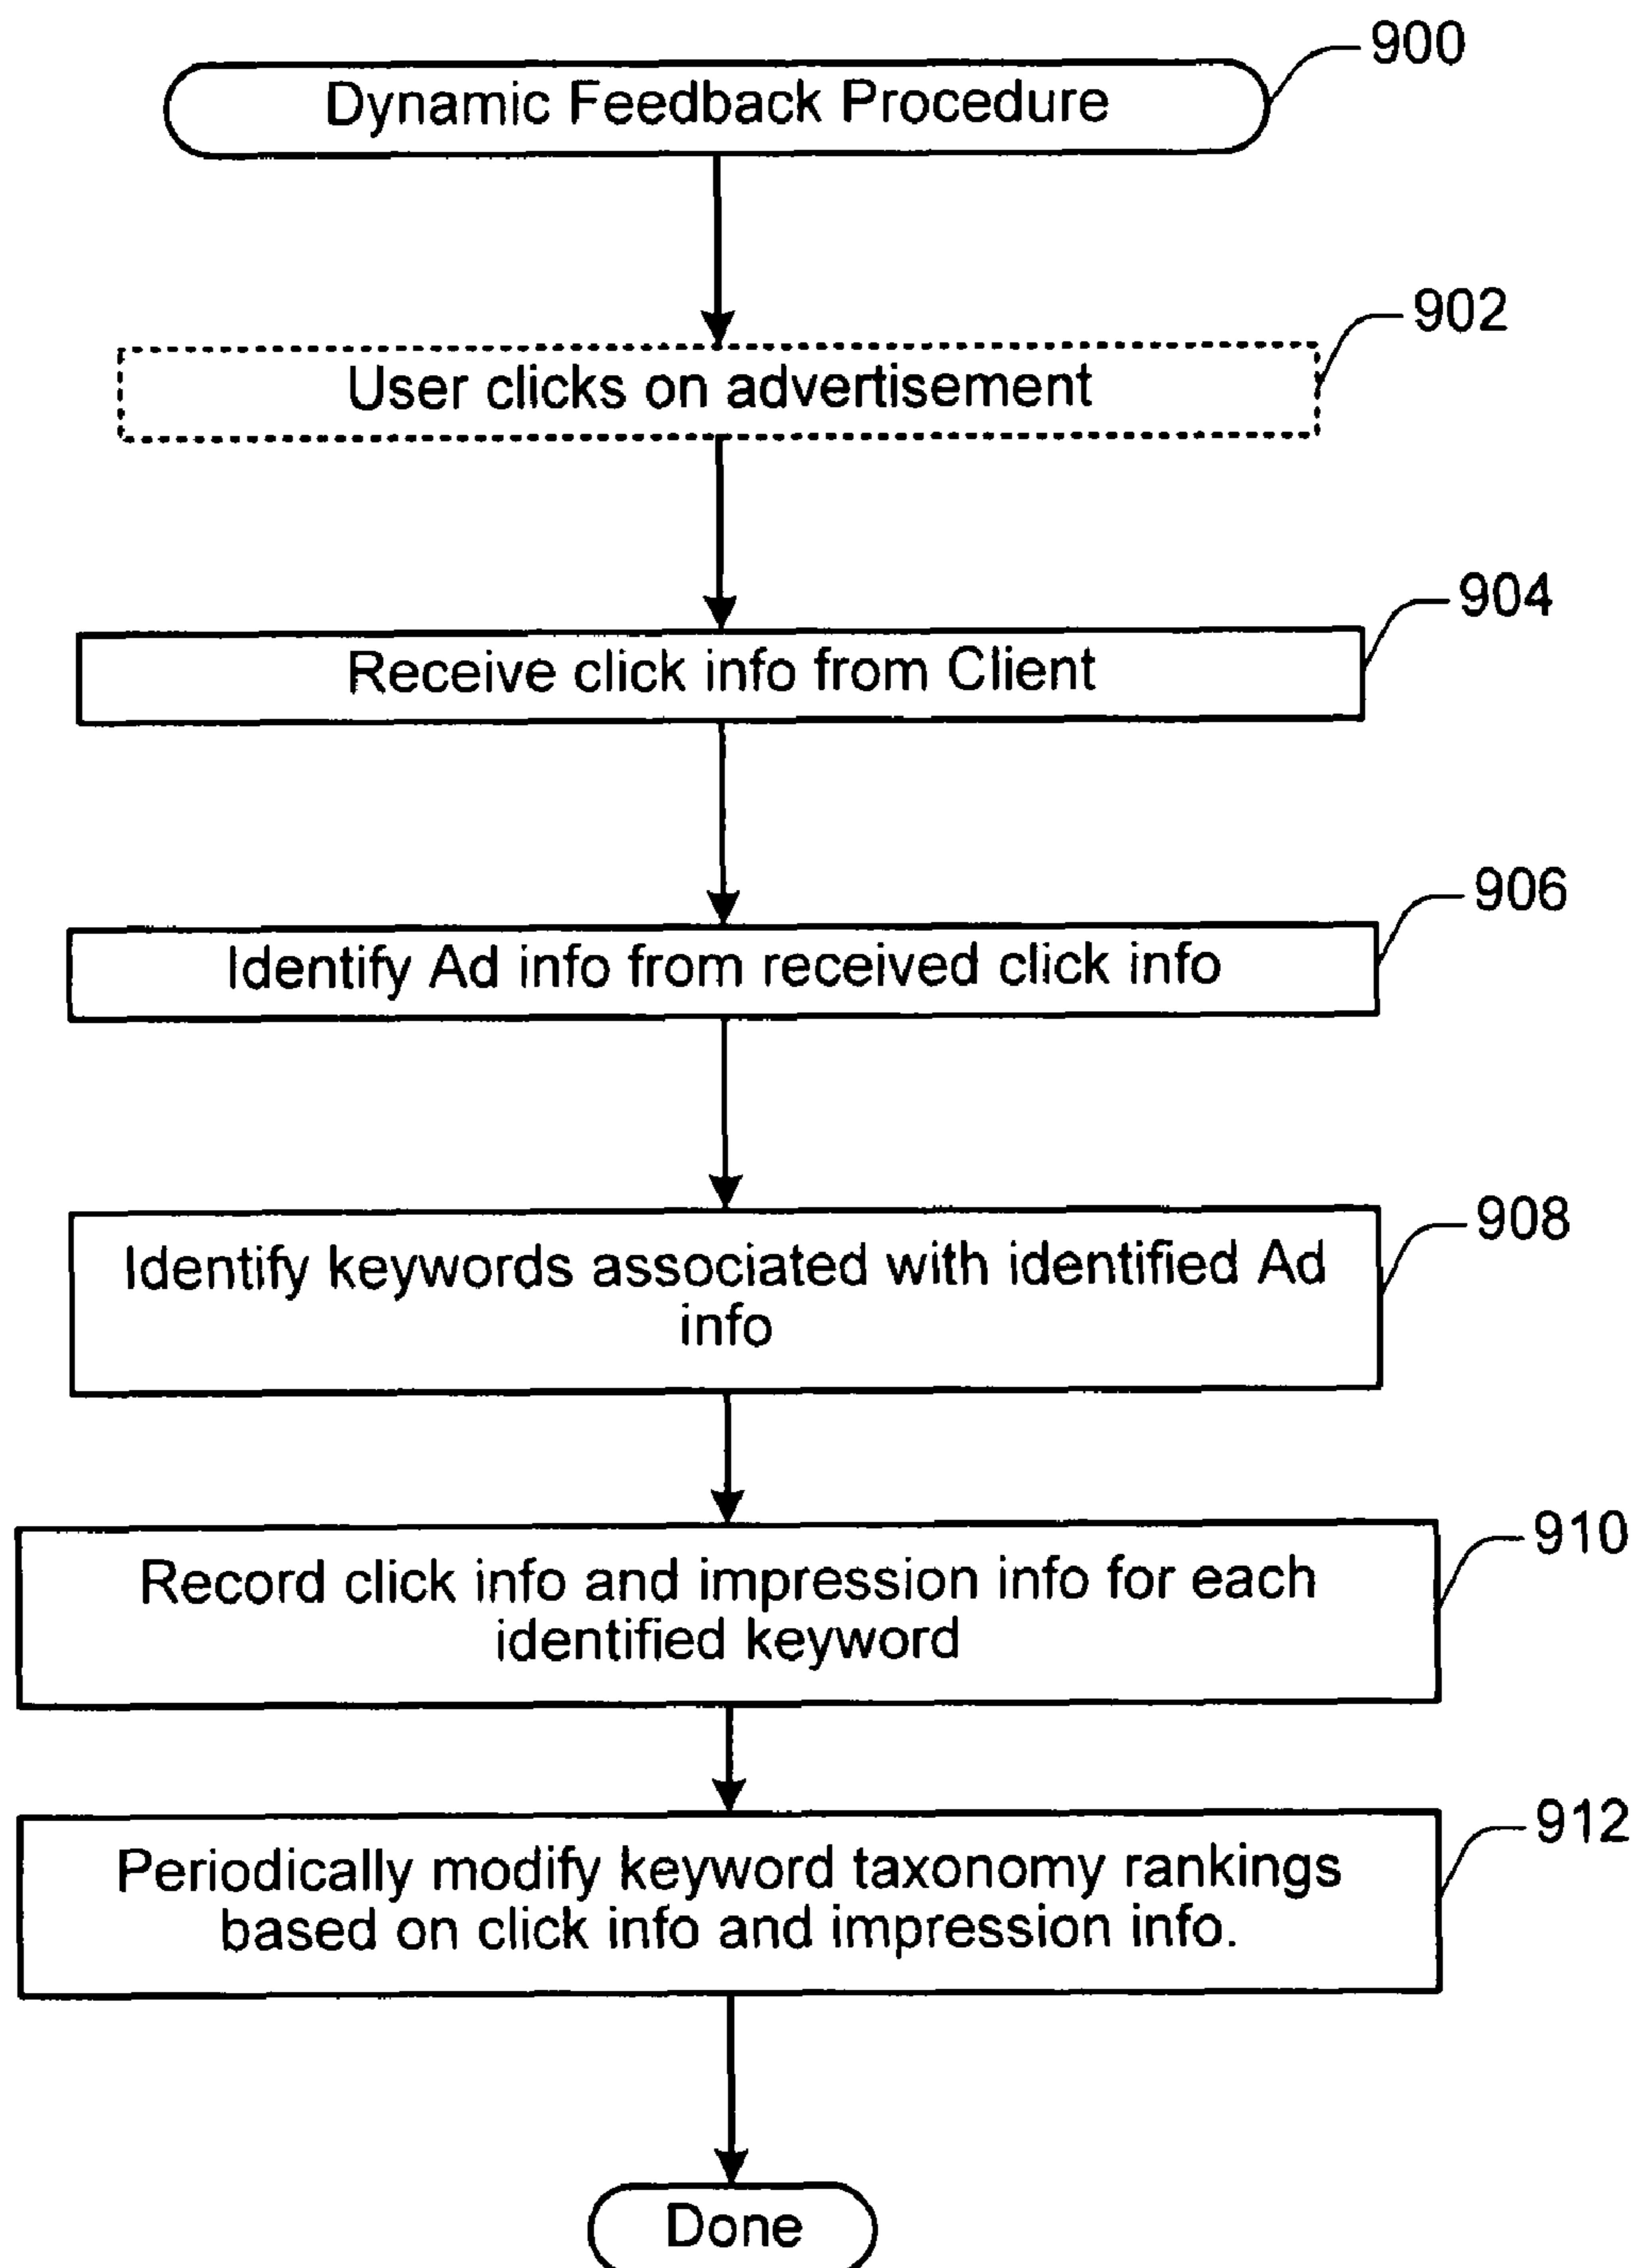 900
Dynamic Feedback Procedure
902
User clicks on advertisement
904
Receive click info from Client
906
Identify Ad info from received click info
908
Identify keywords associated with identified Ad
info
910
Record click info and impression info for each
identified keyword
912
Periodically modify keyword taxonomy rankings
based on click info and impression info.
Done